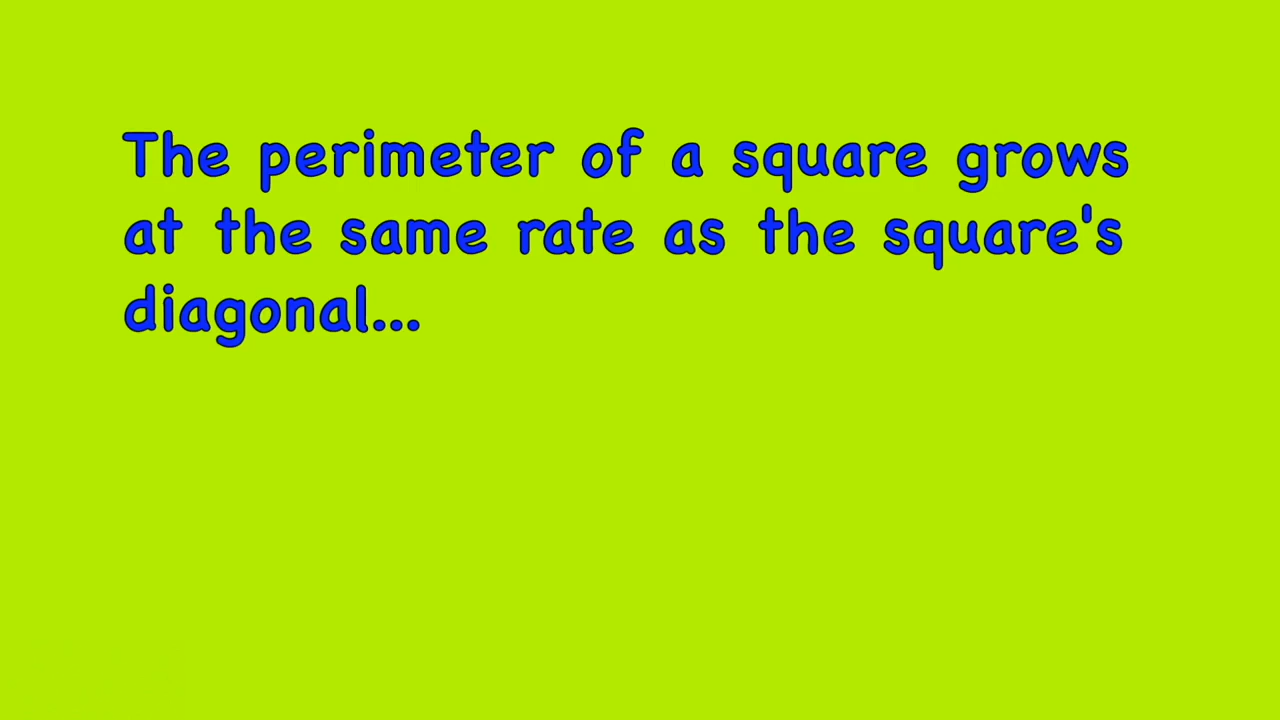 The perimeter of a square grows
at the same rate as the square's
diagonal...